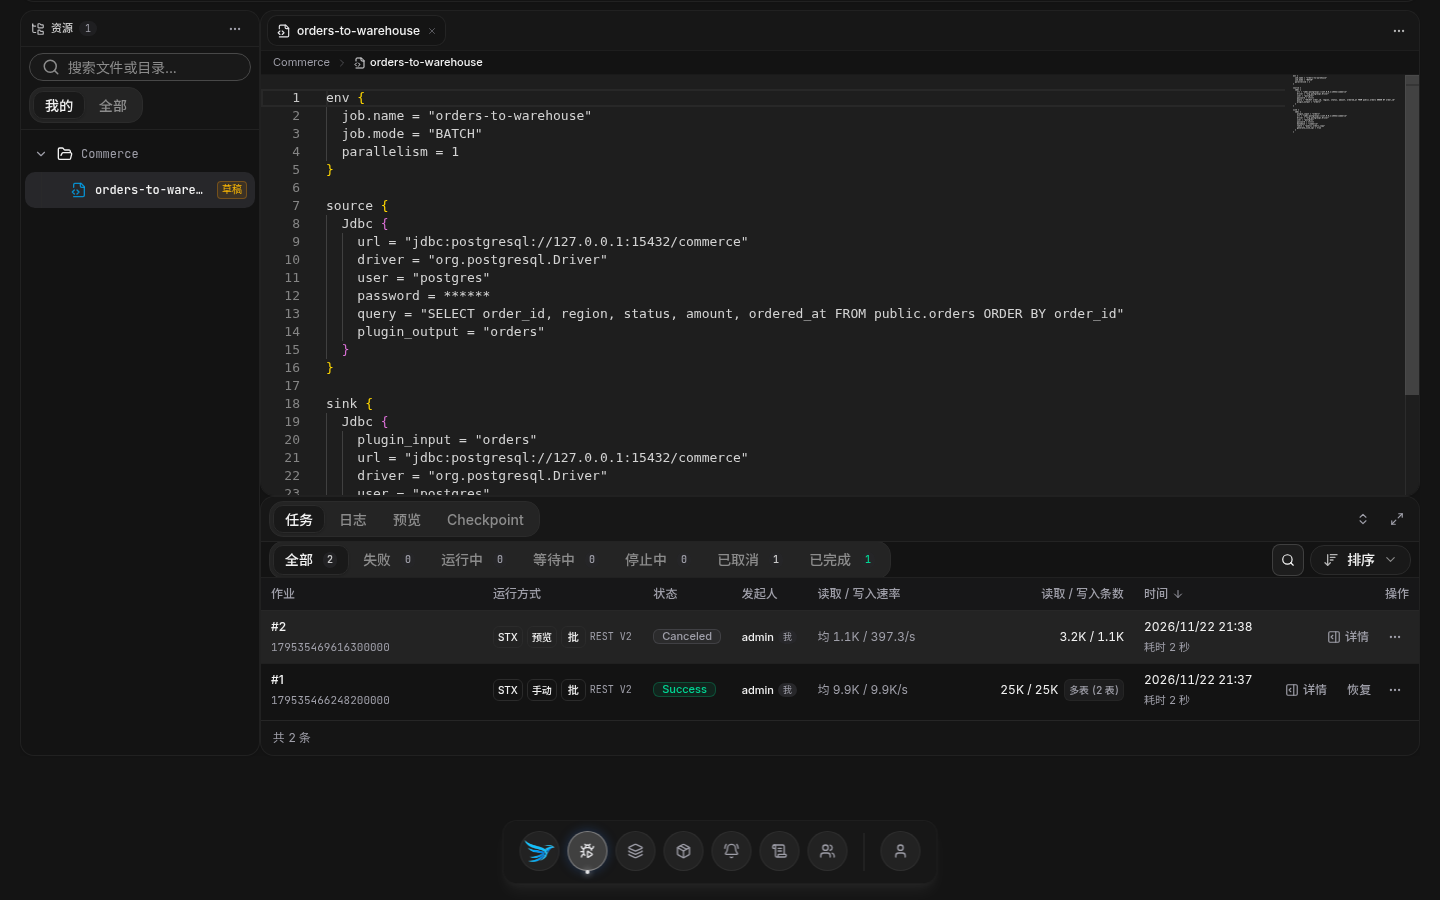 资源 1
搜索文件或目录...
我的 全部
Commerce
orders-to-ware… 草稿
orders-to-warehouse
Commerce orders-to-warehouse
1 env {
2 job.name = "orders-to-warehouse"
3 job.mode = "BATCH"
4 parallelism = 1
5 }
6
7 source {
8 Jdbc {
9 url = "jdbc:postgresql://127.0.0.1:15432/commerce"
10 driver = "org.postgresql.Driver"
11 user = "postgres"
12 password = ******
13 query = "SELECT order_id, region, status, amount, ordered_at FROM public.orders ORDER BY order_id"
14 plugin_output = "orders"
15 }
16 }
17
18 sink {
19 Jdbc {
20 plugin_input = "orders"
21 url = "jdbc:postgresql://127.0.0.1:15432/commerce"
22 driver = "org.postgresql.Driver"
23 user = "postgres"
任务 日志 预览 Checkpoint
全部 2 失败 0 运行中 0 等待中 0 停止中 0 已取消 1 已完成 1 排序
作业 运行方式 状态 发起人 读取 / 写入速率 读取 / 写入条数 时间 操作
#2 STX 预览 批 REST V2 Canceled admin 我 均 1.1K / 397.3/s 3.2K / 1.1K 2026/11/22 21:38 详情
179535469616300000 耗时 2 秒
#1 STX 手动 批 REST V2 Success admin 我 均 9.9K / 9.9K/s 25K / 25K 多表 (2 表) 2026/11/22 21:37 详情 恢复
179535466248200000 耗时 2 秒
共 2 条